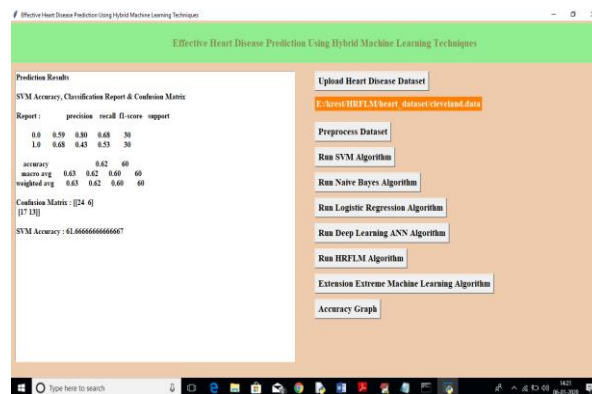 Effective Heart Disease Prediction Using Hybrid Machine Learning Techniques
Effective Heart Disease Prediction Using Hybrid Machine Learning Techniques
Prediction Results
SVM Accuracy, Classification Report & Confusion Matrix
Report : precision recall f1-score support
0.0 0.59 0.80 0.68 30
1.0 0.68 0.43 0.53 30
accuracy 0.62 60
macro avg 0.63 0.62 0.60 60
weighted avg 0.63 0.62 0.60 60
Confusion Matrix : [[24 6]
[17 13]]
SVM Accuracy : 61.66666666666667
Upload Heart Disease Dataset
E:/krest/HRFLM/heart_dataset/cleveland.data
Preprocess Dataset
Run SVM Algorithm
Run Naive Bayes Algorithm
Run Logistic Regression Algorithm
Run Deep Learning ANN Algorithm
Run HRFLM Algorithm
Extension Extreme Machine Learning Algorithm
Accuracy Graph
Type here to search
14:21
06-01-2020